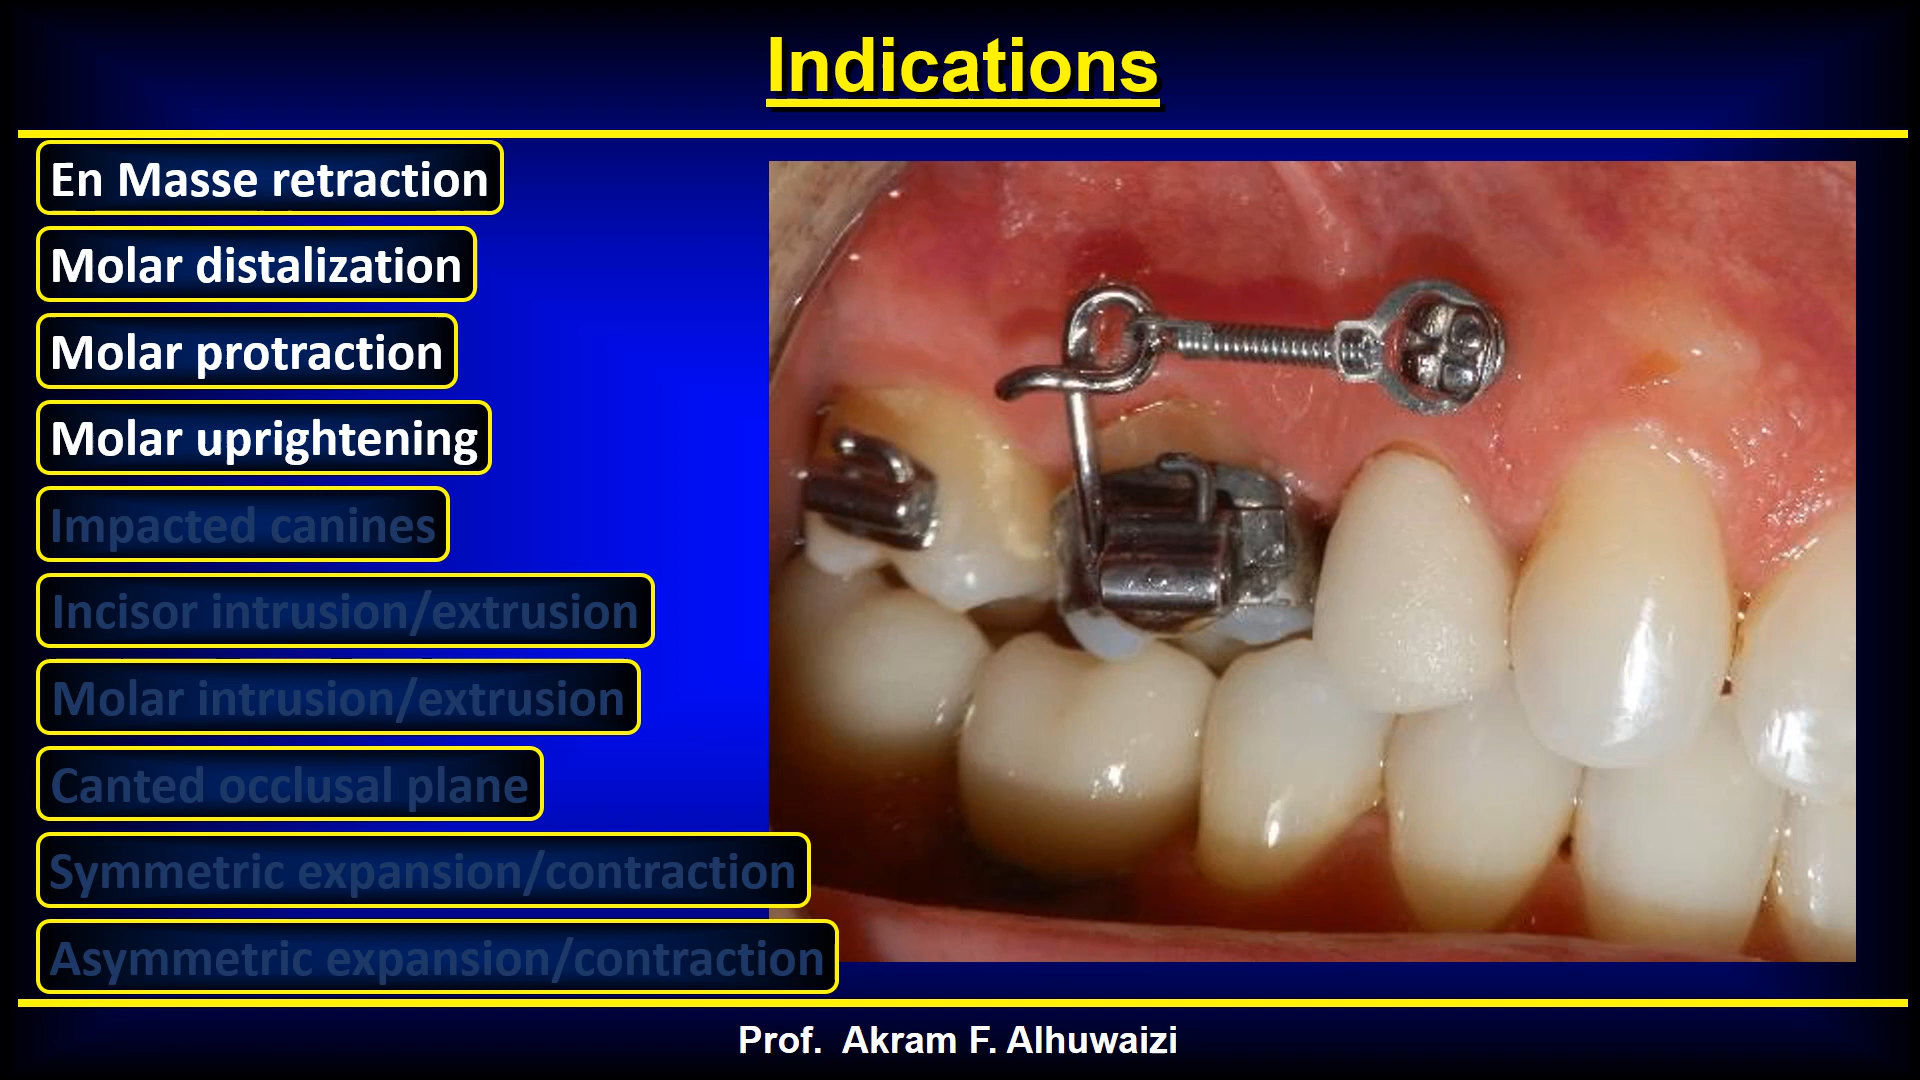 Indications
En Masse retraction
Molar distalization
Molar protraction
Molar uprightening
Impacted canines
Incisor intrusion/extrusion
Molar intrusion/extrusion
Canted occlusal plane
Symmetric expansion/contraction
Asymmetric expansion/contraction
Prof. Akram F. Alhuwaizi